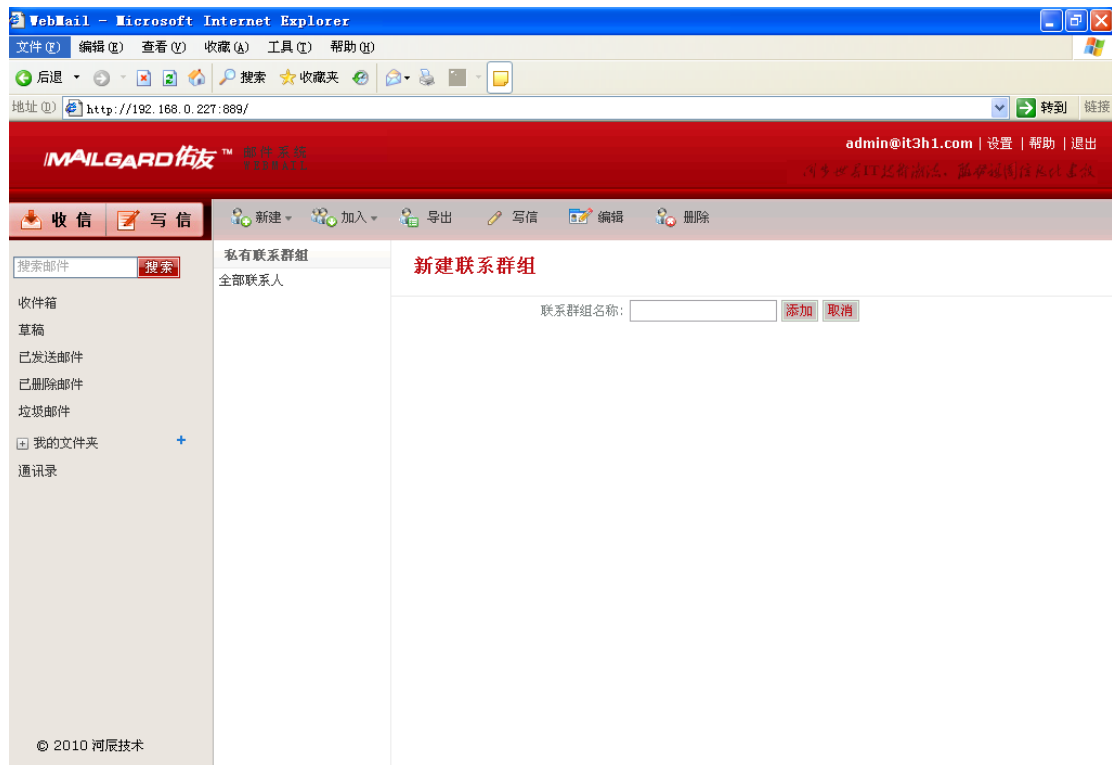 WebMail - Microsoft Internet Explorer
文件(F) 编辑(E) 查看(V) 收藏(A) 工具(T) 帮助(H)
后退 搜索 收藏夹
地址(D) http://192.168.0.227:889/ 转到 链接
MAILGARD佑友™ 邮件系统
admin@it3h1.com | 设置 | 帮助 | 退出
收信 写信 新建 加入 导出 写信 编辑 删除
搜索邮件 搜索
收件箱
草稿
已发送邮件
已删除邮件
垃圾邮件
我的文件夹 +
通讯录
© 2010 河辰技术
私有联系群组
全部联系人
新建联系群组
联系群组名称: 添加 取消